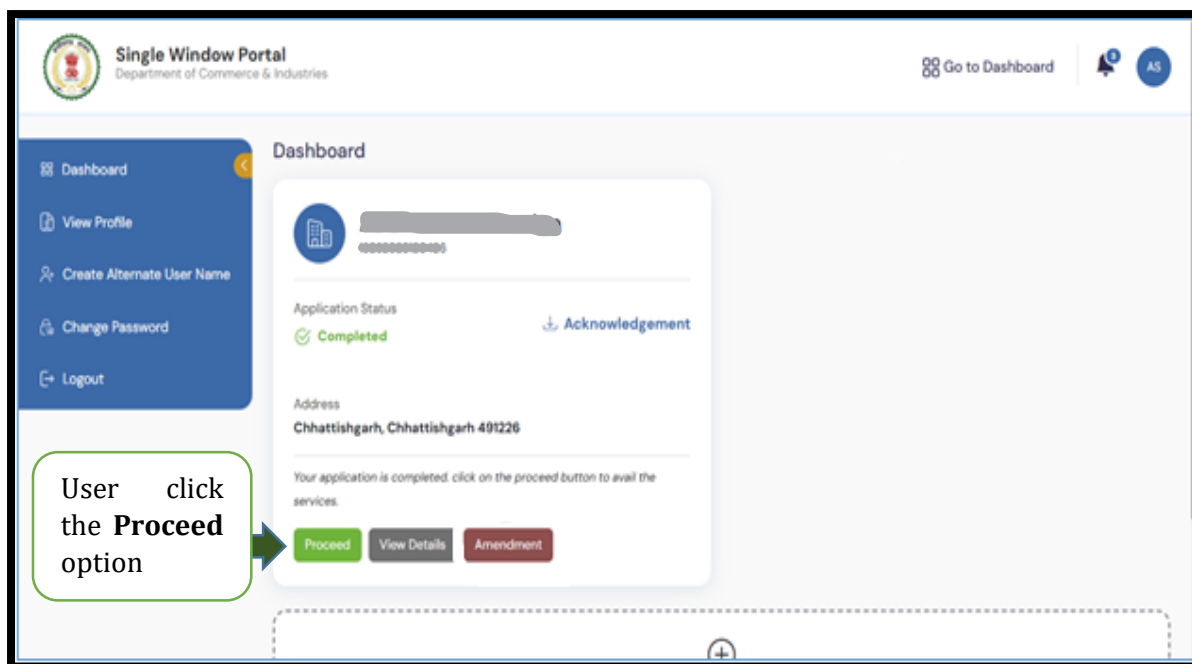 Single Window Portal
Department of Commerce & Industries
Go to Dashboard
AS
Dashboard
View Profile
Create Alternate User Name
Change Password
Logout
Dashboard
Application Status
Completed
Acknowledgement
Address
Chhattishgarh, Chhattishgarh 491226
Your application is completed. click on the proceed button to avail the
services.
Proceed
View Details
Amendment
User click
the Proceed
option